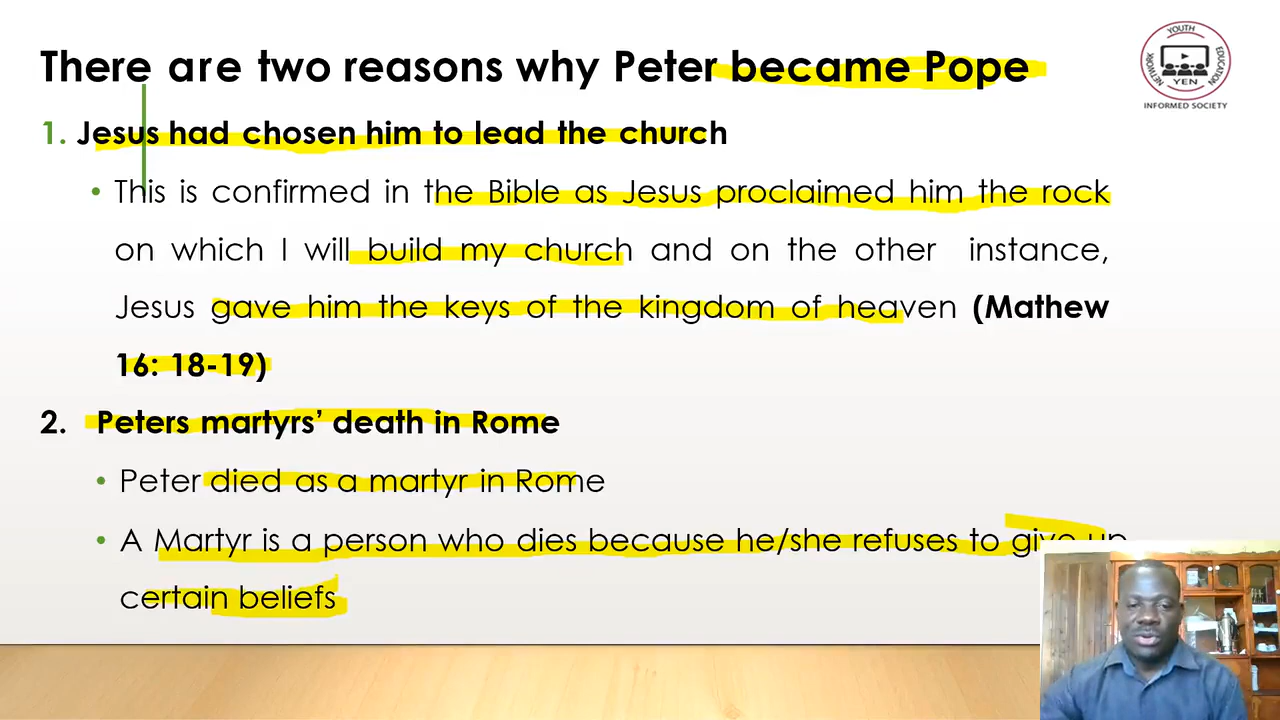 There are two reasons why Peter became Pope
YOUTH
EDUCATION
NETWORK
YEN
INFORMED SOCIETY
1. Jesus had chosen him to lead the church
• This is confirmed in the Bible as Jesus proclaimed him the rock
on which I will build my church and on the other instance,
Jesus gave him the keys of the kingdom of heaven (Mathew
16: 18-19)
2. Peters martyrs’ death in Rome
• Peter died as a martyr in Rome
• A Martyr is a person who dies because he/she refuses to give up
certain beliefs